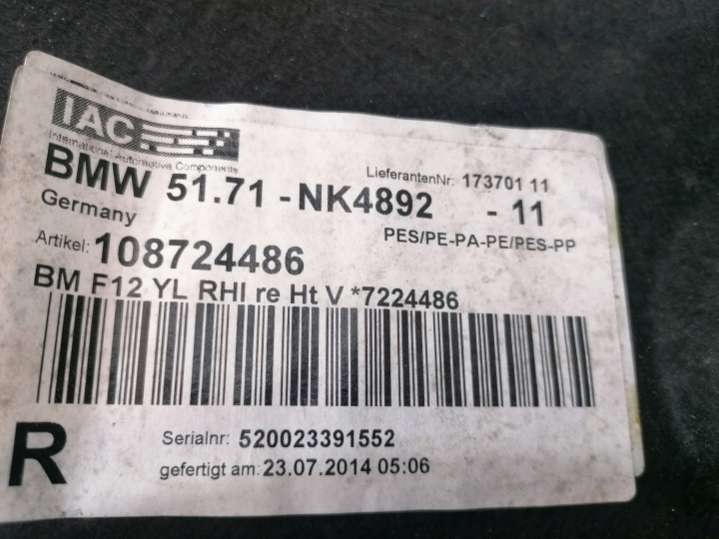 IAC
International Automotive Components
BMW 51.71 - NK4892 - 11
LieferantenNr: 173701 11
Germany
PES/PE-PA-PE/PES-PP
Artikel: 108724486
BM F12 YL RHI re Ht V *7224486
R
Serialnr: 520023391552
gefertigt am: 23.07.2014 05:06